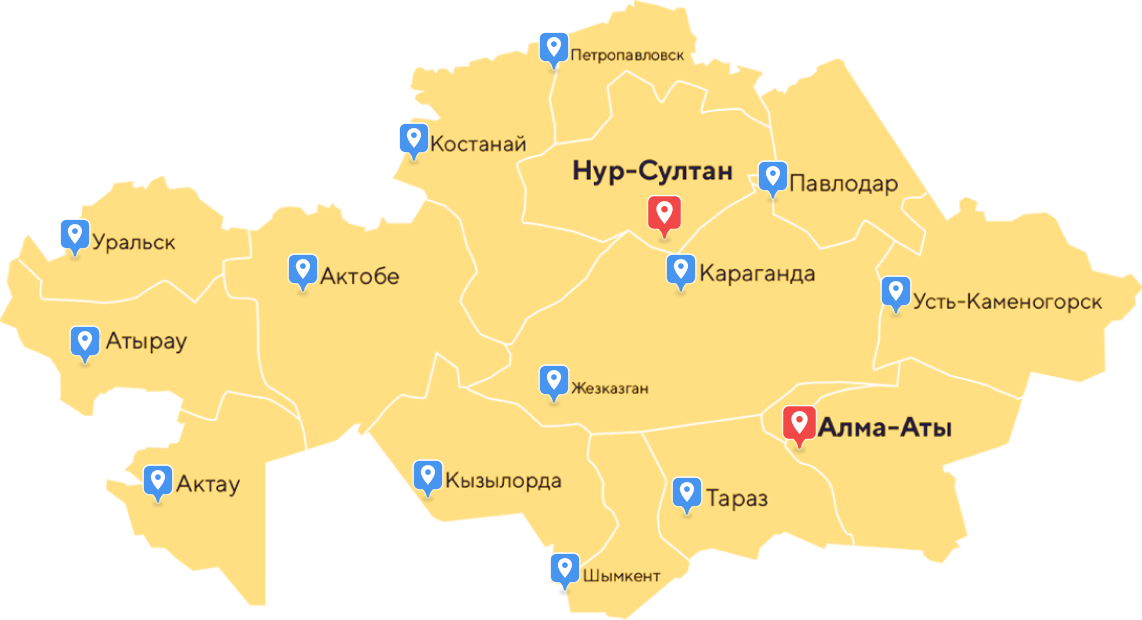 Петропавловск
Костанай
Нур-Султан
Павлодар
Уральск
Актобе
Караганда
Усть-Каменогорск
Атырау
Жезказган
Алма-Аты
Актау
Кызылорда
Тараз
Шымкент